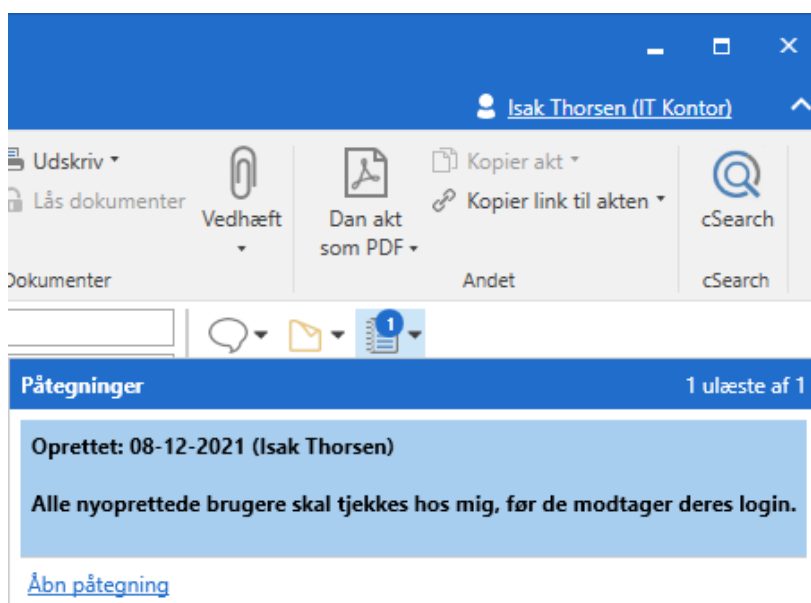 Isak Thorsen (IT Kontor)
Udskriv
Kopier akt
Lås dokumenter
Kopier link til akten
Vedhæft
Dan akt
som PDF
cSearch
Dokumenter
Andet
cSearch
1
Påtegninger
1 ulæste af 1
Oprettet: 08-12-2021 (Isak Thorsen)
Alle nyoprettede brugere skal tjekkes hos mig, før de modtager deres login.
Åbn påtegning